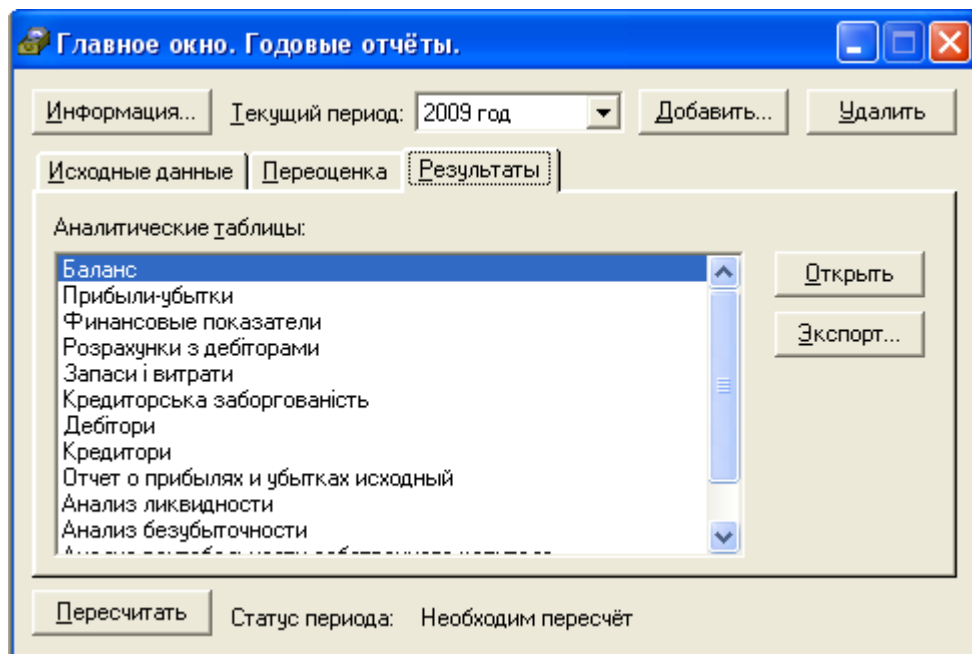 Главное окно. Годовые отчёты.
Информация... Текущий период: 2009 год Добавить... Удалить
Исходные данные Переоценка Результаты
Аналитические таблицы:
Баланс
Прибыли-убытки
Финансовые показатели
Розрахунки з дебіторами
Запаси і витрати
Кредиторська заборгованість
Дебітори
Кредитори
Отчет о прибылях и убытках исходный
Анализ ликвидности
Анализ безубыточности
Открыть
Экспорт...
Пересчитать Статус периода: Необходим пересчёт